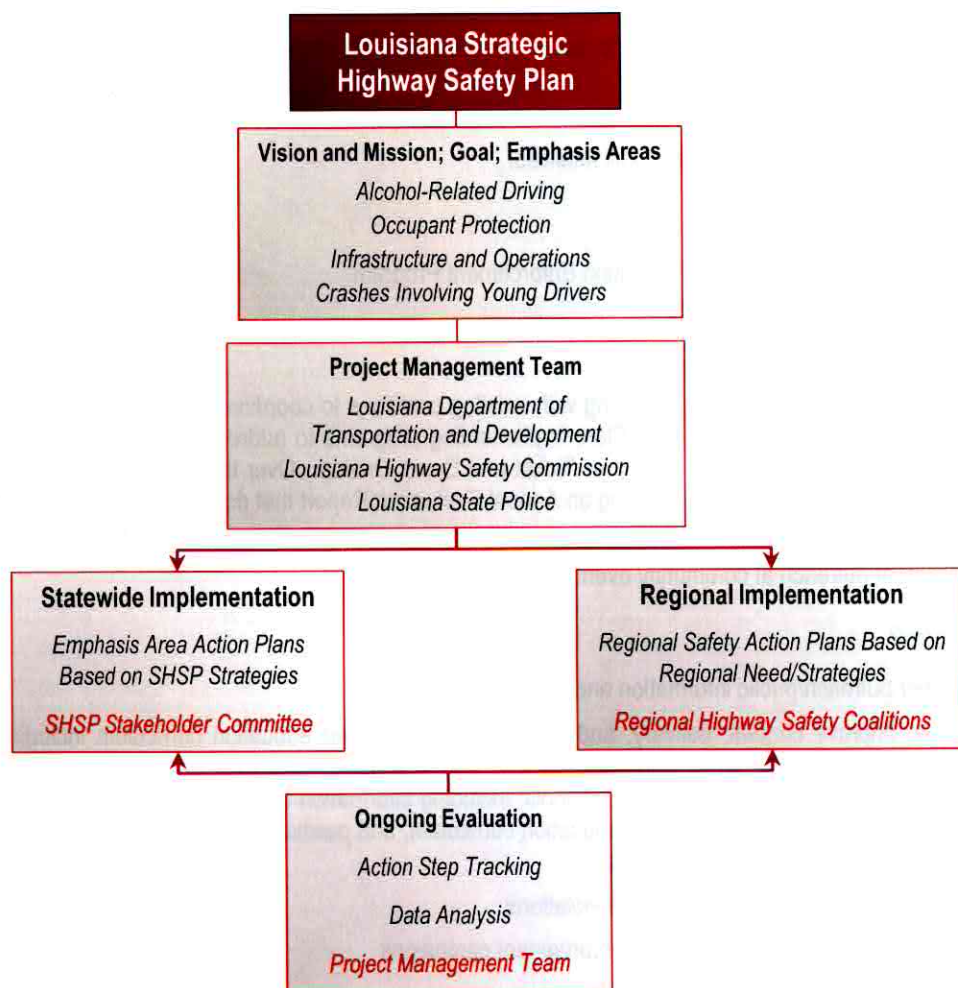 Louisiana Strategic
Highway Safety Plan
Vision and Mission; Goal; Emphasis Areas
Alcohol-Related Driving
Occupant Protection
Infrastructure and Operations
Crashes Involving Young Drivers
Project Management Team
Louisiana Department of
Transportation and Development
Louisiana Highway Safety Commission
Louisiana State Police
Statewide Implementation
Emphasis Area Action Plans
Based on SHSP Strategies
SHSP Stakeholder Committee
Regional Implementation
Regional Safety Action Plans Based on
Regional Need/Strategies
Regional Highway Safety Coalitions
Ongoing Evaluation
Action Step Tracking
Data Analysis
Project Management Team